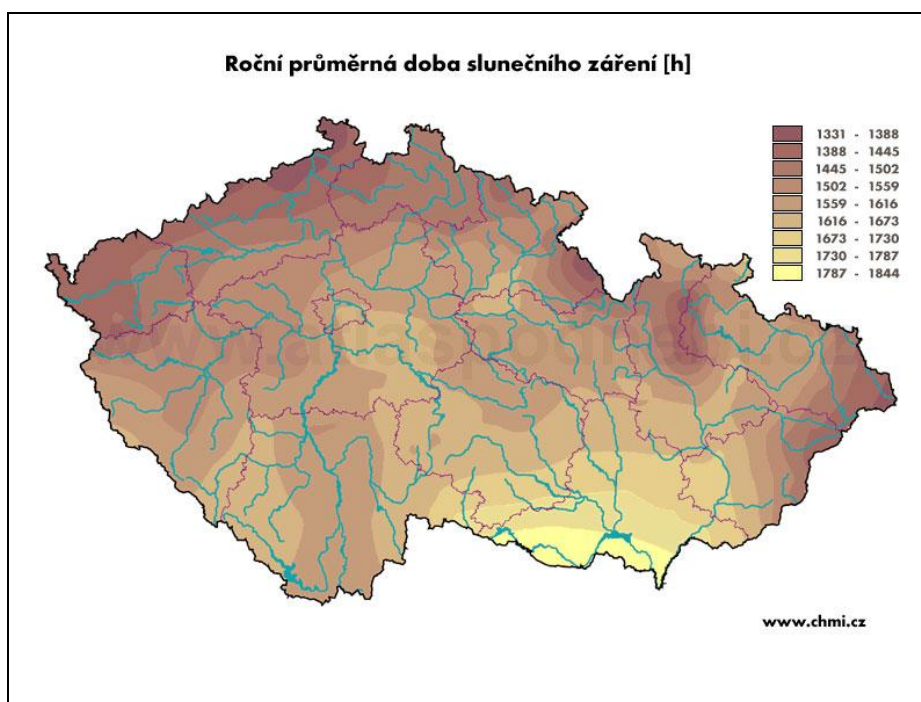 Roční průměrná doba slunečního záření [h]
1331 - 1388
1388 - 1445
1445 - 1502
1502 - 1559
1559 - 1616
1616 - 1673
1673 - 1730
1730 - 1787
1787 - 1844
www.chmi.cz